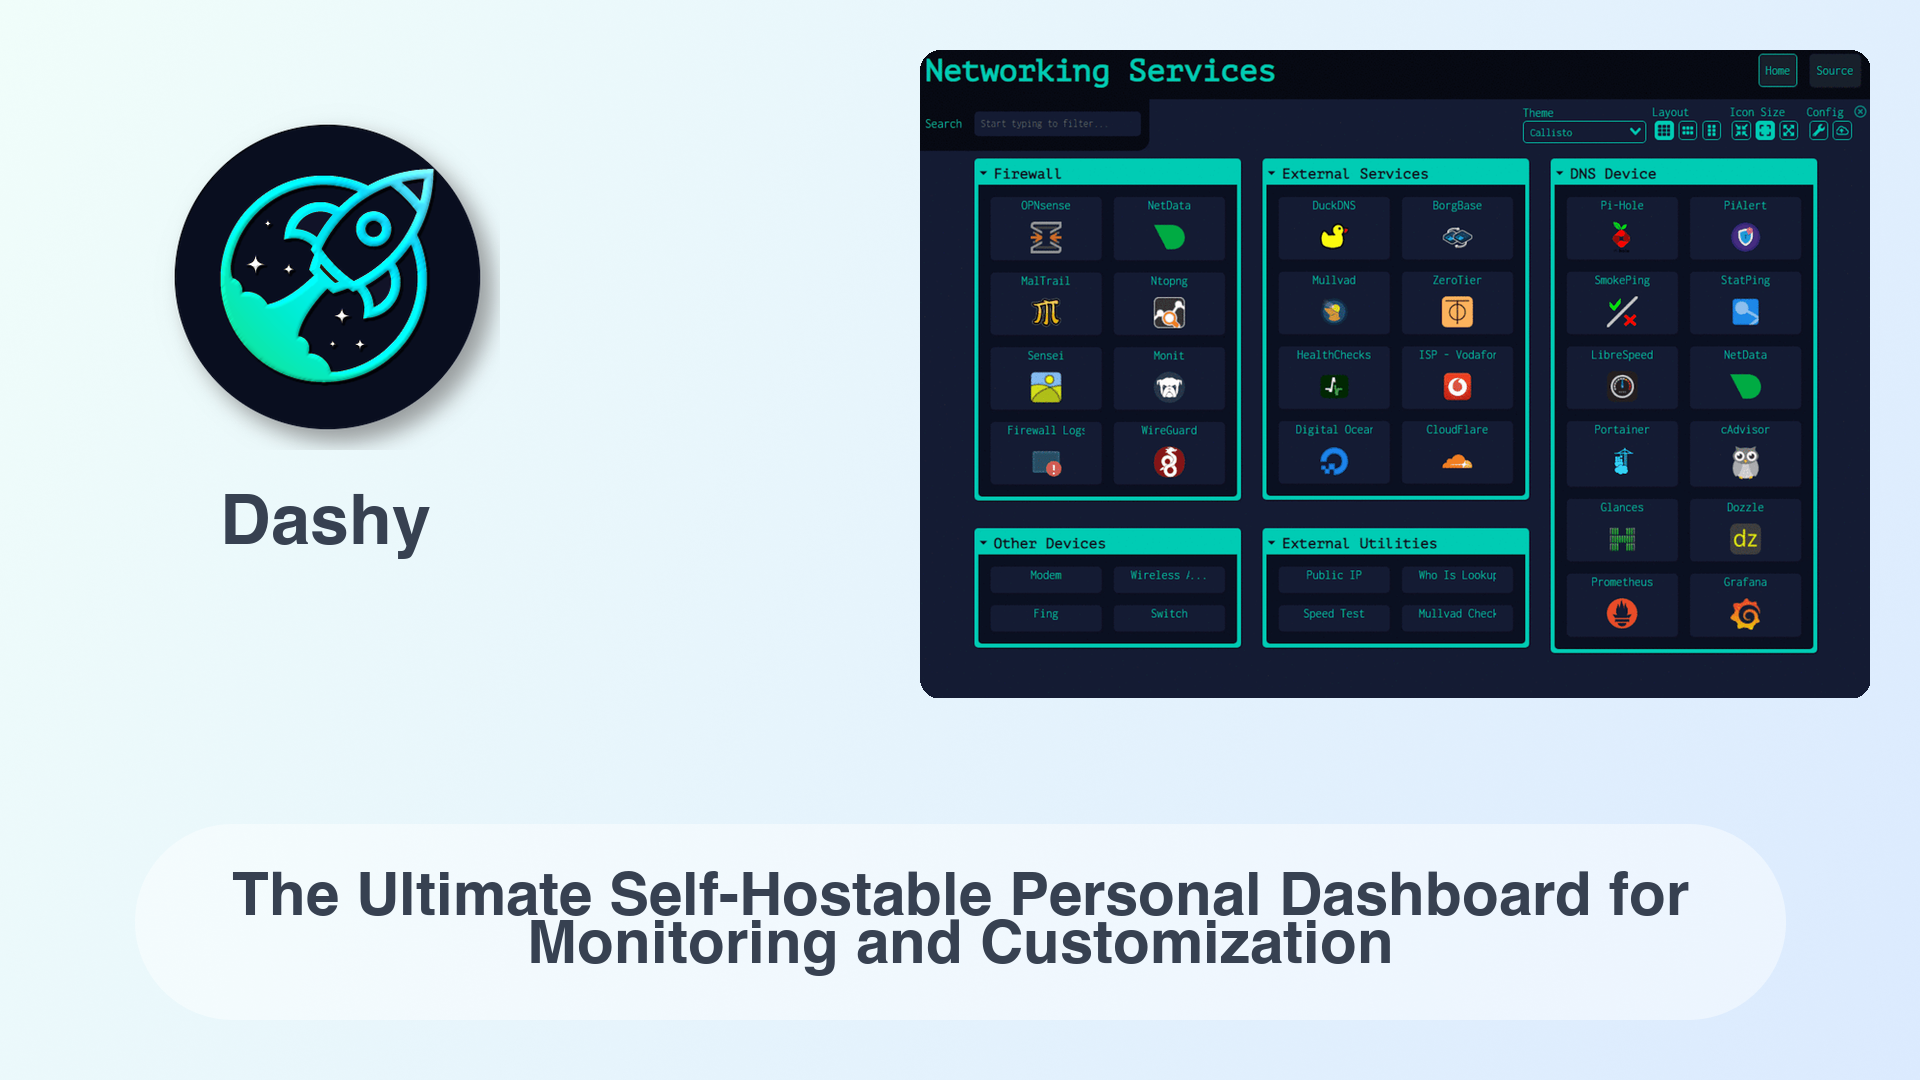 Dashy
Networking Services
Home
Source
Search
Start typing to filter...
Theme
Callisto
Layout
Icon Size
Config
Firewall
OPNsense
NetData
MalTrail
Ntopng
Sensei
Monit
Firewall Logs
WireGuard
External Services
DuckDNS
BorgBase
Mullvad
ZeroTier
HealthChecks
ISP - Vodafor
Digital Ocear
CloudFlare
DNS Device
Pi-Hole
PiAlert
SmokePing
StatPing
LibreSpeed
NetData
Portainer
cAdvisor
Glances
Dozzle
dz
Prometheus
Grafana
Other Devices
Modem
Wireless /...
Fing
Switch
External Utilities
Public IP
Who Is Lookup
Speed Test
Mullvad Check
The Ultimate Self-Hostable Personal Dashboard for
Monitoring and Customization